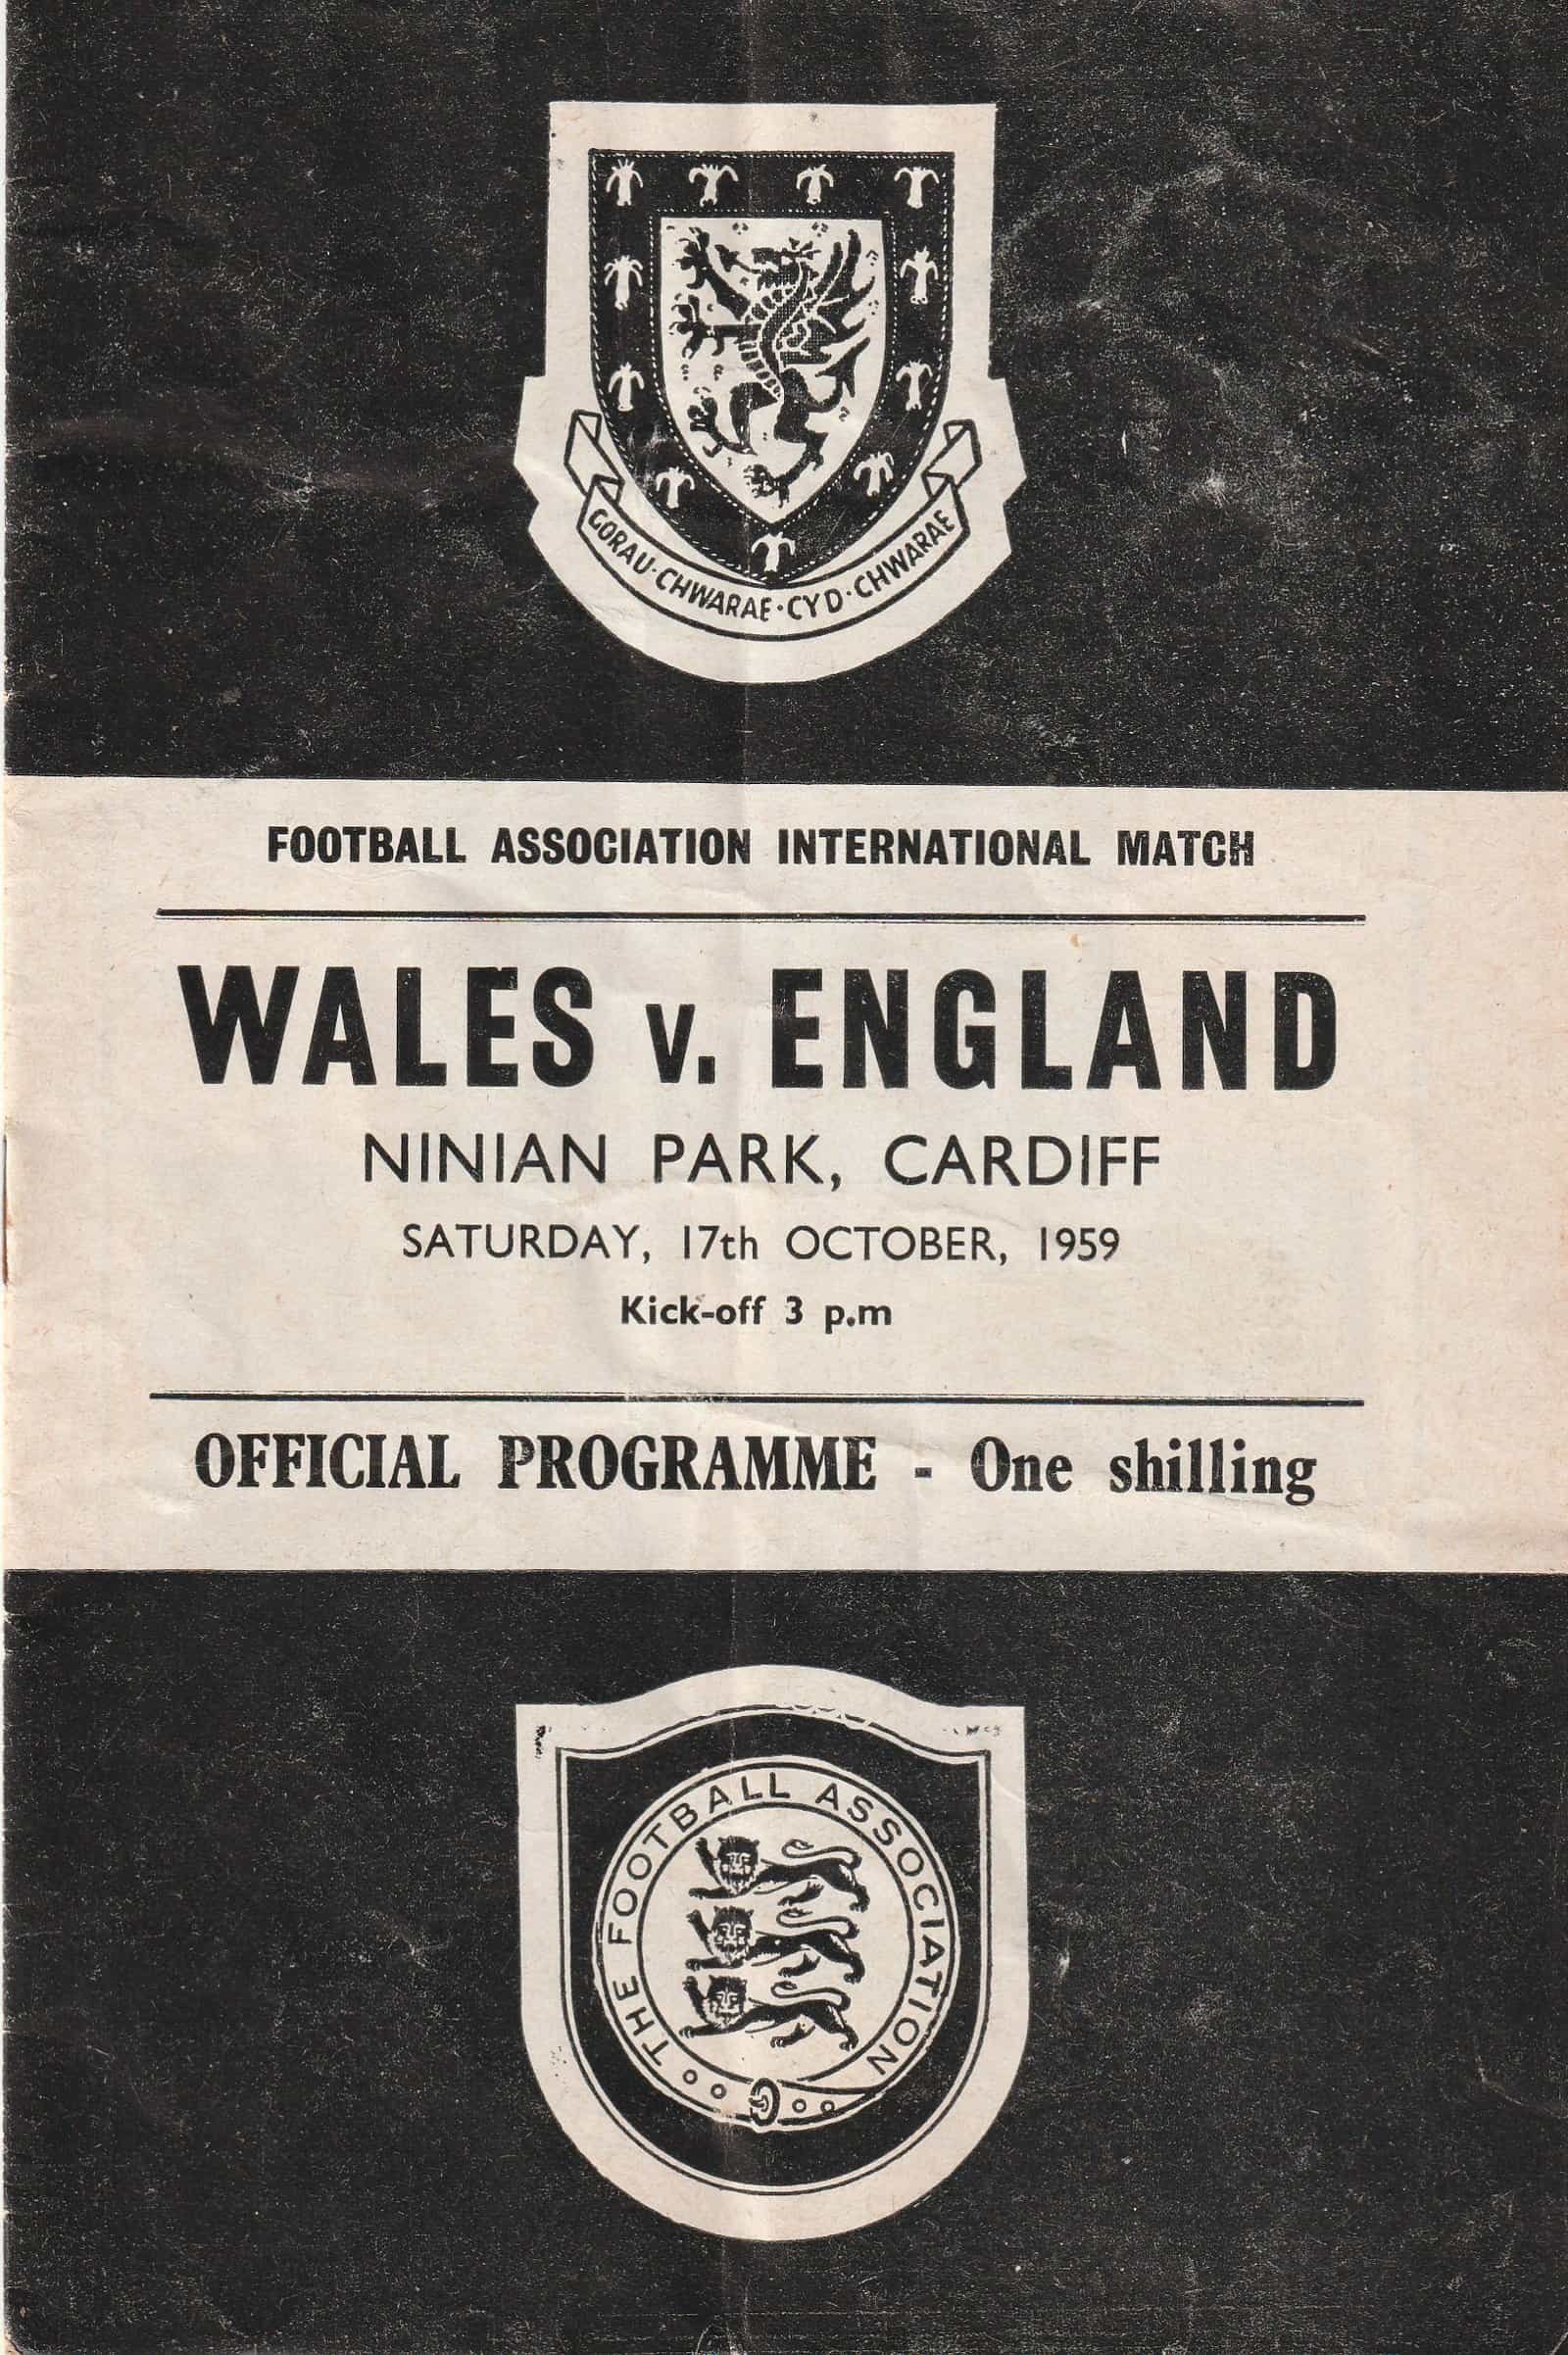 GORAU·CHWARAE·CYD·CHWARAE
FOOTBALL ASSOCIATION INTERNATIONAL MATCH
WALES v. ENGLAND
NINIAN PARK, CARDIFF
SATURDAY, 17th OCTOBER, 1959
Kick-off 3 p.m
OFFICIAL PROGRAMME - One shilling
THE FOOTBALL ASSOCIATION